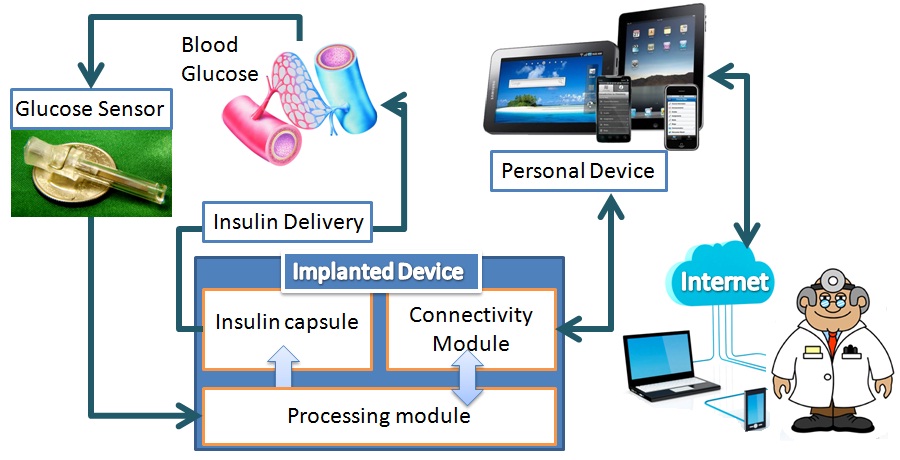 Blood
Glucose
Glucose Sensor
Personal Device
Insulin Delivery
Implanted Device
Insulin capsule
Connectivity
Module
Processing module
Internet